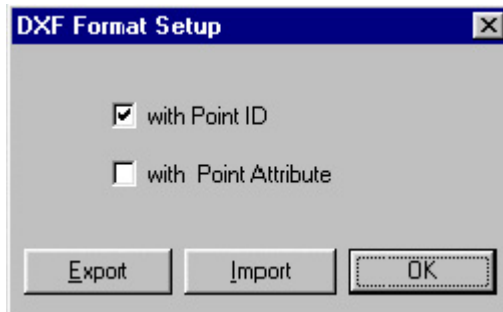 DXF Format Setup
with Point ID
with Point Attribute
Export Import OK